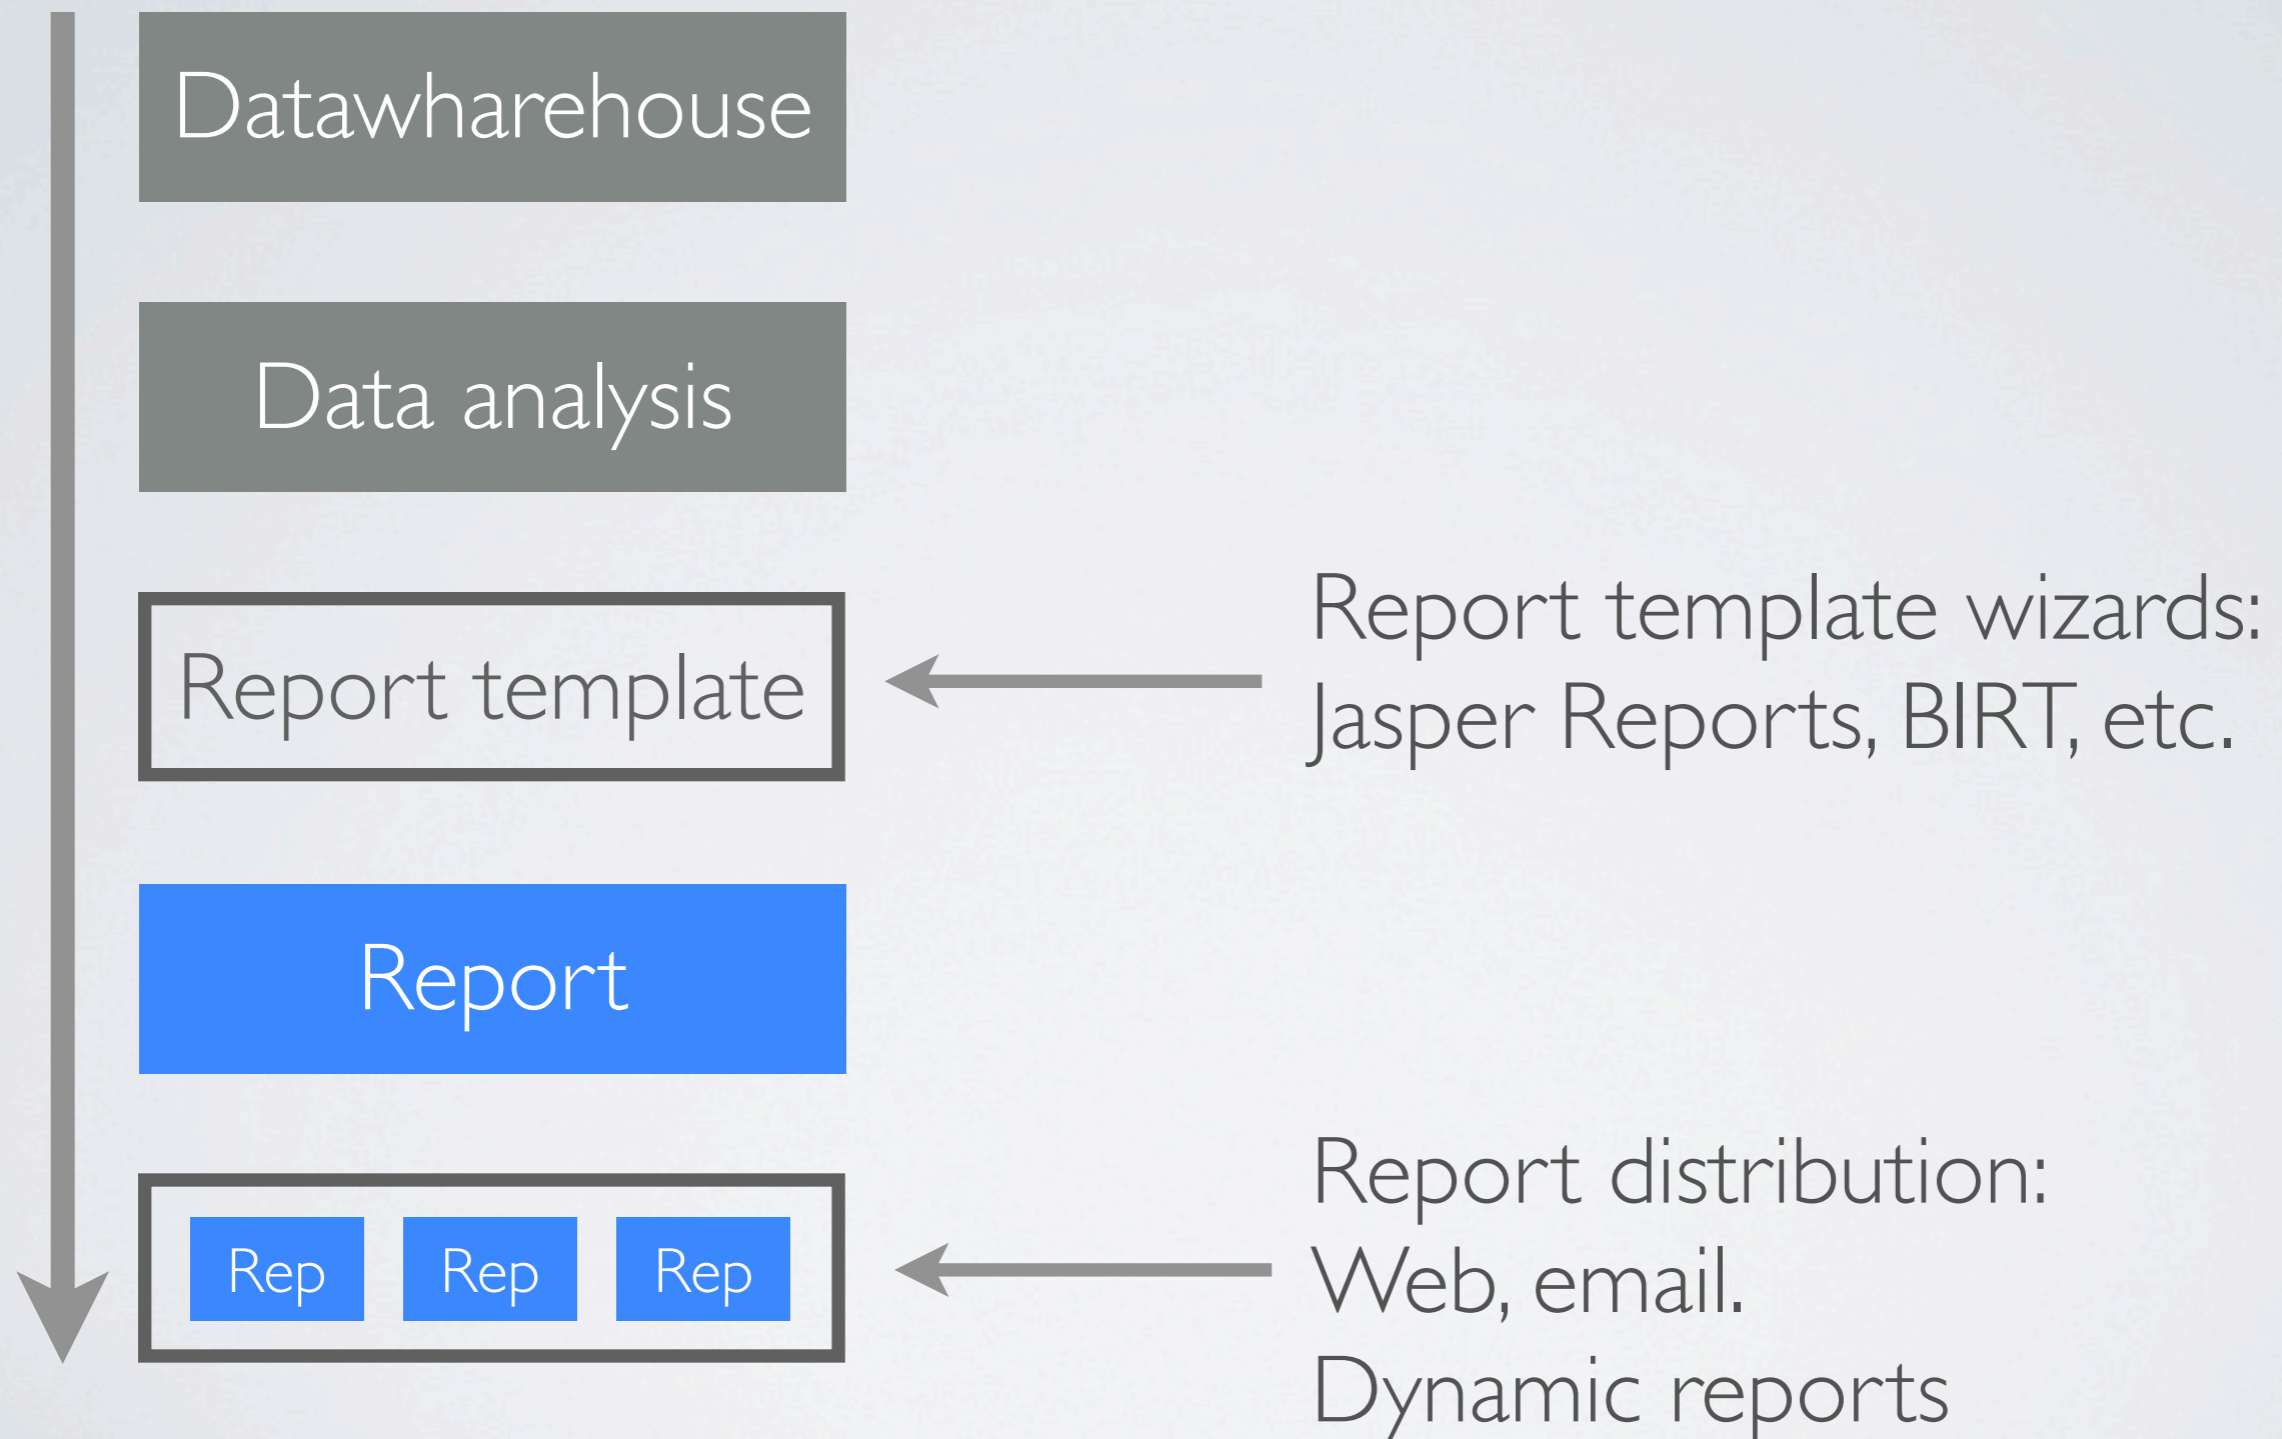 Datawharehouse
Data analysis
Report template
Report template wizards:
Jasper Reports, BIRT, etc.
Report
Rep Rep Rep
Report distribution:
Web, email.
Dynamic reports